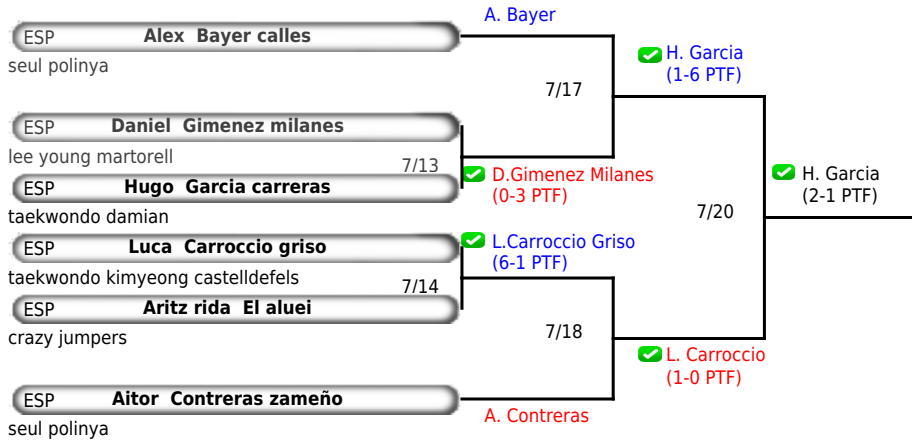 A. Bayer
ESP Alex Bayer calles
seul polinya
7/17
H. Garcia
(1-6 PTF)
ESP Daniel Gimenez milanes
lee young martorell
7/13
D.Gimenez Milanes
(0-3 PTF)
ESP Hugo Garcia carreras
taekwondo damian
H. Garcia
(2-1 PTF)
7/20
ESP Luca Carroccio griso
taekwondo kimyeong castelldefels
L.Carroccio Griso
(6-1 PTF)
7/14
ESP Aritz rida El aluei
crazy jumpers
7/18
L. Carroccio
(1-0 PTF)
ESP Aitor Contreras zameño
seul polinya
A. Contreras